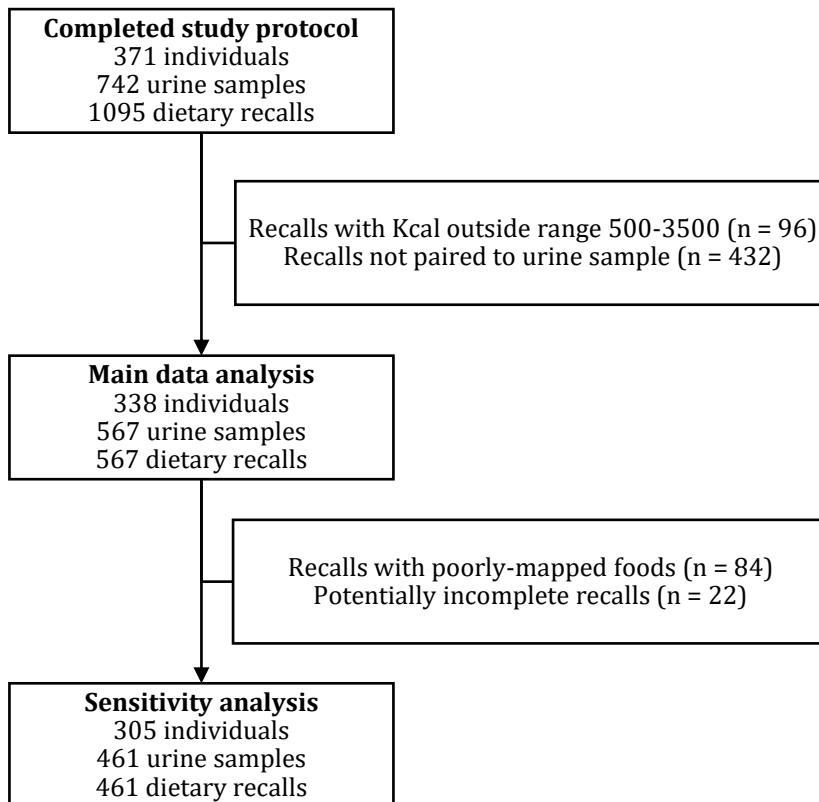 Completed study protocol
371 individuals
742 urine samples
1095 dietary recalls
Recalls with Kcal outside range 500-3500 (n = 96)
Recalls not paired to urine sample (n = 432)
Main data analysis
338 individuals
567 urine samples
567 dietary recalls
Recalls with poorly-mapped foods (n = 84)
Potentially incomplete recalls (n = 22)
Sensitivity analysis
305 individuals
461 urine samples
461 dietary recalls